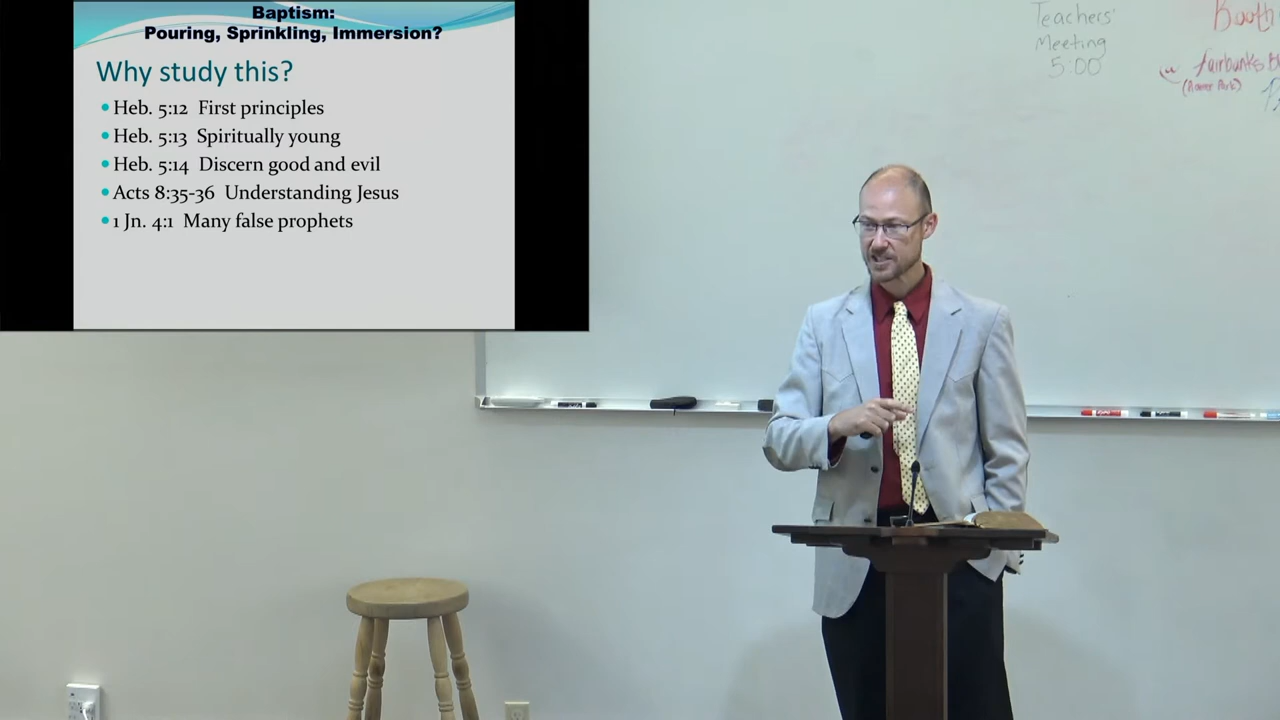 Baptism:
Pouring, Sprinkling, Immersion?
Why study this?
Heb. 5:12 First principles
Heb. 5:13 Spiritually young
Heb. 5:14 Discern good and evil
Acts 8:35-36 Understanding Jesus
1 Jn. 4:1 Many false prophets
Teachers'
Meeting
5:00
Booth
fairbanks